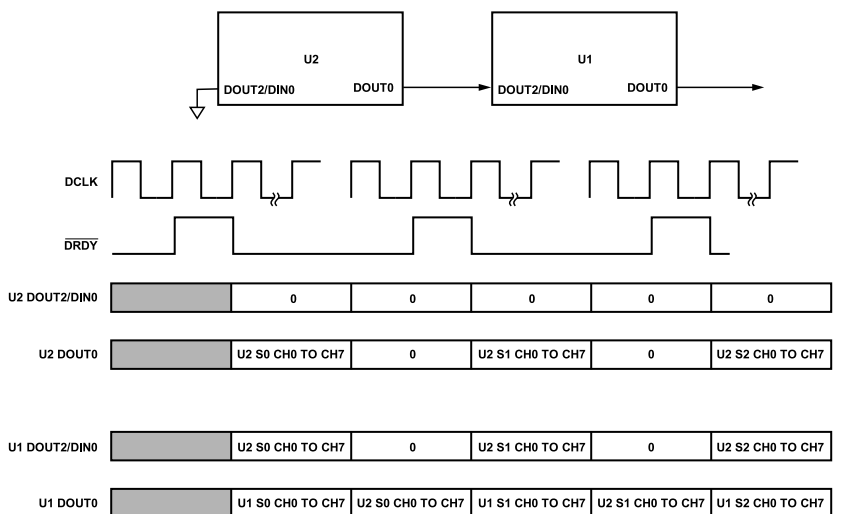 U2
U1
DOUT2/DIN0 DOUT0
DOUT2/DIN0 DOUT0
DCLK
DRDY
U2 DOUT2/DIN0 0 0 0 0 0
U2 DOUT0 U2 S0 CH0 TO CH7 0 U2 S1 CH0 TO CH7 0 U2 S2 CH0 TO CH7
U1 DOUT2/DIN0 U2 S0 CH0 TO CH7 0 U2 S1 CH0 TO CH7 0 U2 S2 CH0 TO CH7
U1 DOUT0 U1 S0 CH0 TO CH7 U2 S0 CH0 TO CH7 U1 S1 CH0 TO CH7 U2 S1 CH0 TO CH7 U1 S2 CH0 TO CH7